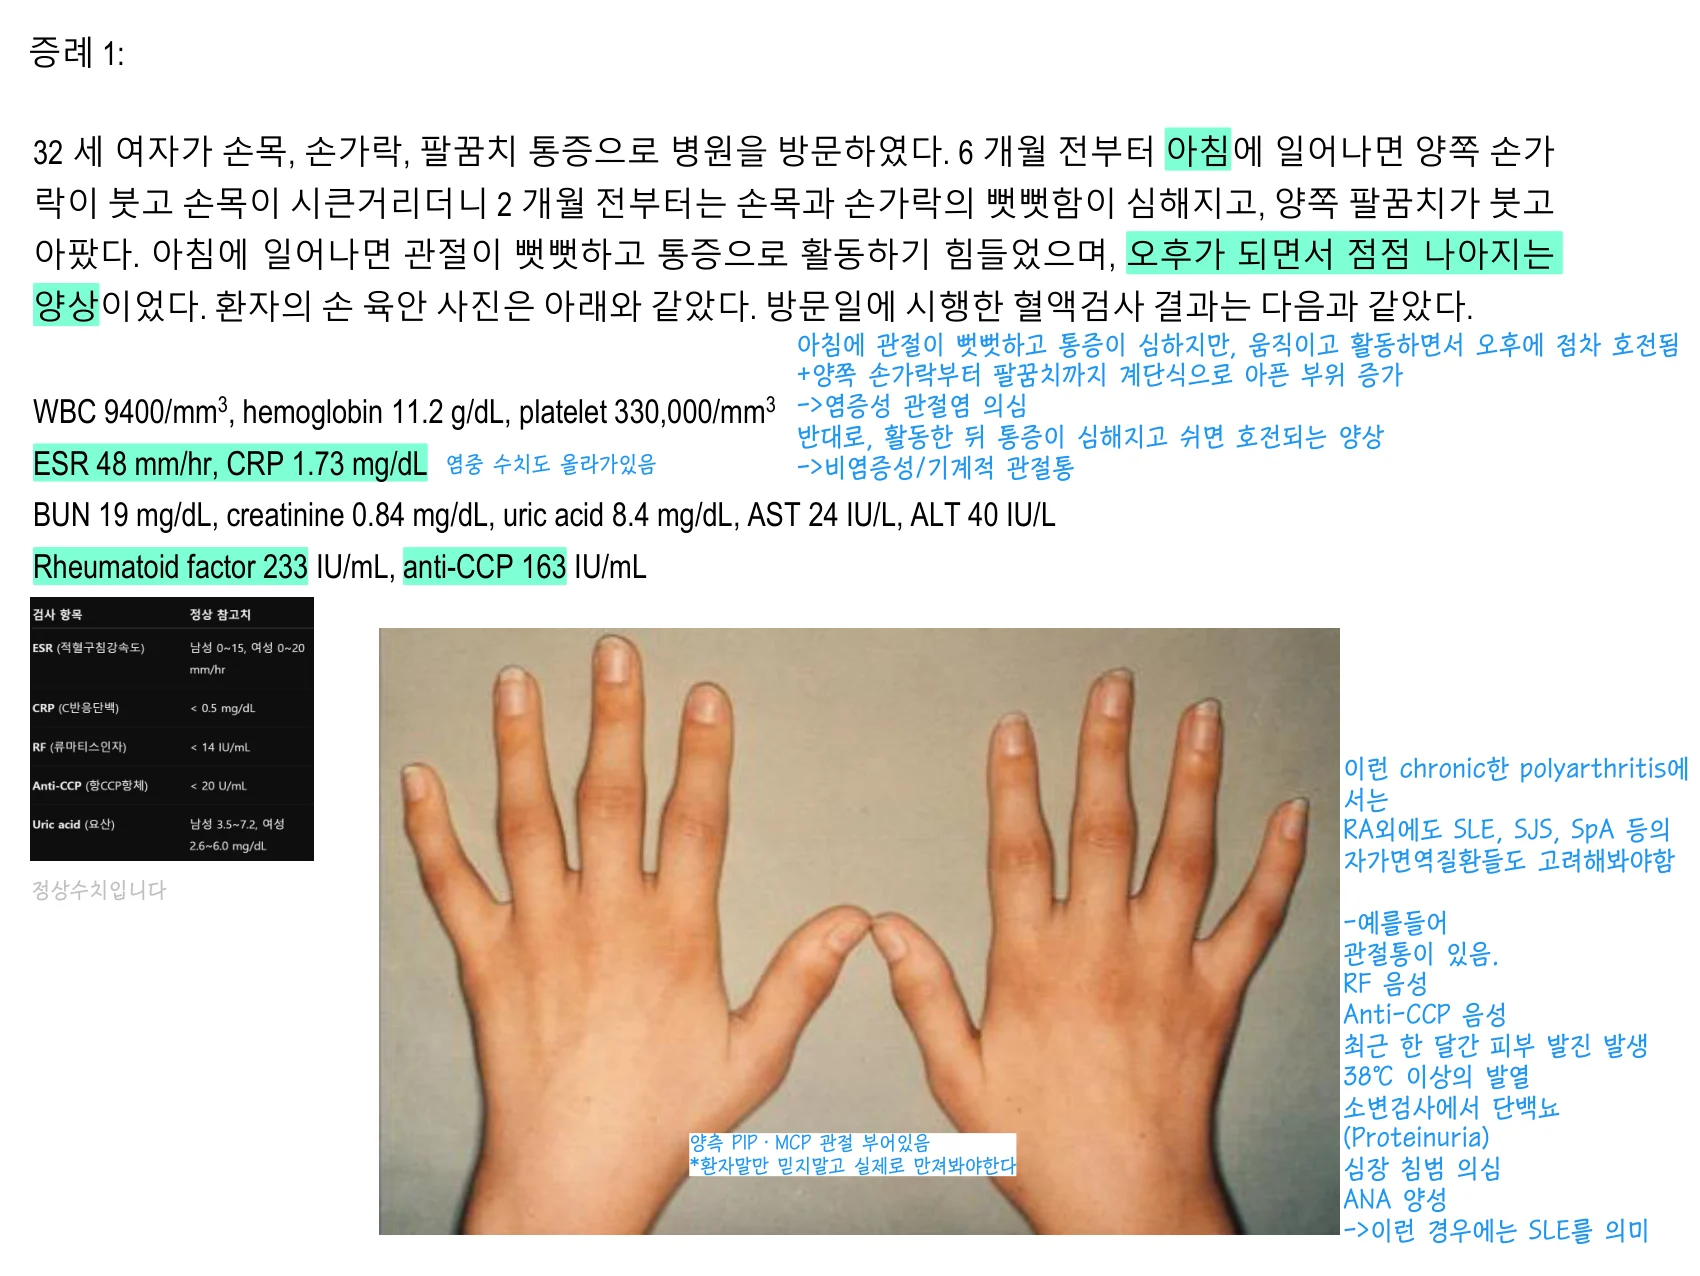 증례 1:
32 세 여자가 손목, 손가락, 팔꿈치 통증으로 병원을 방문하였다. 6 개월 전부터 아침에 일어나면 양쪽 손가
락이 붓고 손목이 시큰거리더니 2 개월 전부터는 손목과 손가락의 뻣뻣함이 심해지고, 양쪽 팔꿈치가 붓고
아팠다. 아침에 일어나면 관절이 뻣뻣하고 통증으로 활동하기 힘들었으며, 오후가 되면서 점점 나아지는
양상이었다. 환자의 손 육안 사진은 아래와 같았다. 방문일에 시행한 혈액검사 결과는 다음과 같았다.
아침에 관절이 뻣뻣하고 통증이 심하지만, 움직이고 활동하면서 오후에 점차 호전됨
+양쪽 손가락부터 팔꿈치까지 계단식으로 아픈 부위 증가
->염증성 관절염 의심
반대로, 활동한 뒤 통증이 심해지고 쉬면 호전되는 양상
->비염증성/기계적 관절통
WBC 9400/mm³, hemoglobin 11.2 g/dL, platelet 330,000/mm³
ESR 48 mm/hr, CRP 1.73 mg/dL 염증 수치도 올라가있음
BUN 19 mg/dL, creatinine 0.84 mg/dL, uric acid 8.4 mg/dL, AST 24 IU/L, ALT 40 IU/L
Rheumatoid factor 233 IU/mL, anti-CCP 163 IU/mL
검사 항목 정상 참고치
ESR (적혈구침강속도) 남성 0~15, 여성 0~20
mm/hr
CRP (C반응단백) < 0.5 mg/dL
RF (류마티스인자) < 14 IU/mL
Anti-CCP (항CCP항체) < 20 U/mL
Uric acid (요산) 남성 3.5~7.2, 여성
2.6~6.0 mg/dL
정상수치입니다
양측 PIP · MCP 관절 부어있음
*환자말만 믿지말고 실제로 만져봐야한다
이런 chronic한 polyarthritis에
서는
RA외에도 SLE, SJS, SpA 등의
자가면역질환들도 고려해봐야함
-예를들어
관절통이 있음.
RF 음성
Anti-CCP 음성
최근 한 달간 피부 발진 발생
38℃ 이상의 발열
소변검사에서 단백뇨
(Proteinuria)
심장 침범 의심
ANA 양성
->이런 경우에는 SLE를 의미